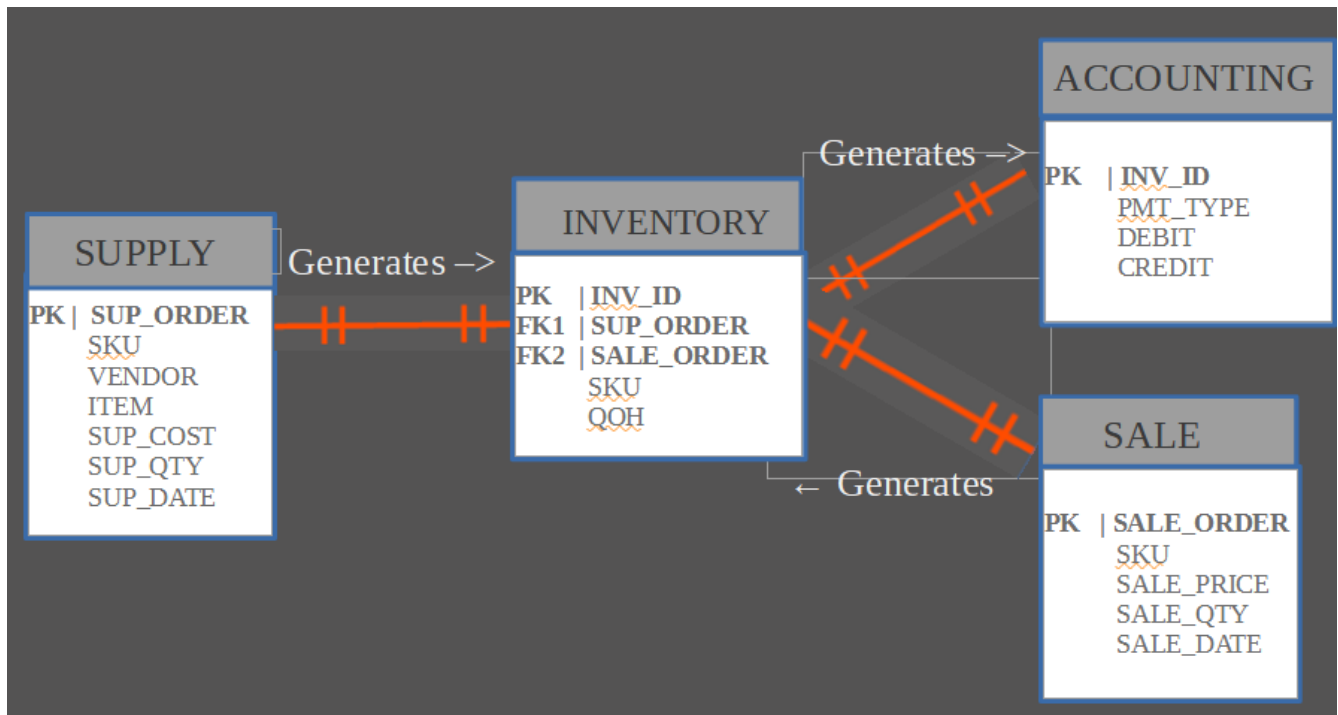 SUPPLY
PK | SUP_ORDER
SKU
VENDOR
ITEM
SUP_COST
SUP_QTY
SUP_DATE
Generates –>
INVENTORY
PK | INV_ID
FK1 | SUP_ORDER
FK2 | SALE_ORDER
SKU
QOH
Generates –>
ACCOUNTING
PK | INV_ID
PMT_TYPE
DEBIT
CREDIT
← Generates
SALE
PK | SALE_ORDER
SKU
SALE_PRICE
SALE_QTY
SALE_DATE